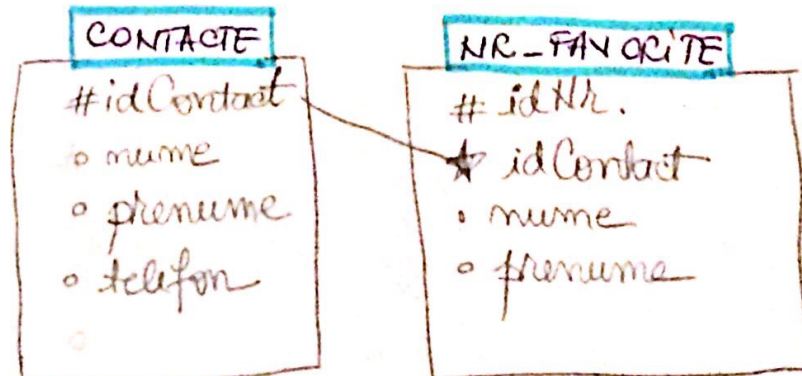 CONTACTE
#idContact
o nume
o prenume
o telefon
NR_FAVORITE
# idNr.
* idContact
• nume
o prenume